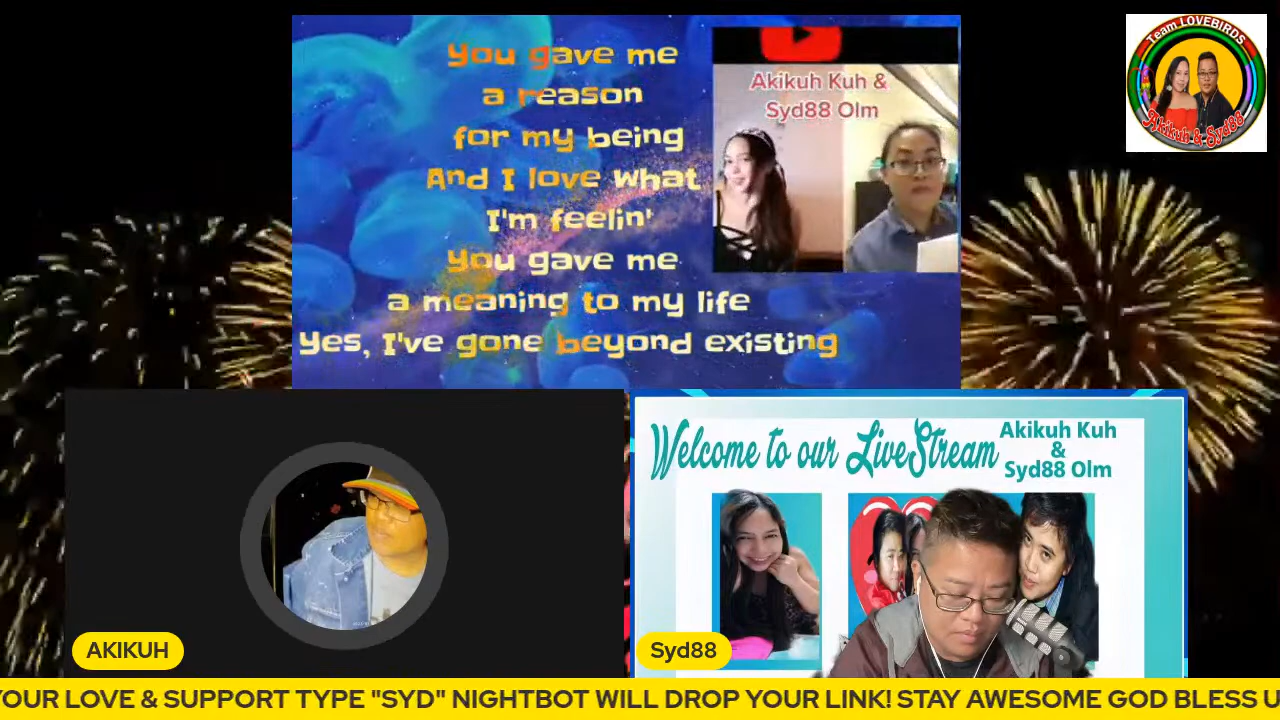 You gave me
a reason
for my being
And I love what
I'm feelin'
You gave me
a meaning to my life
Yes, I've gone beyond existing
Akikuh Kuh &
Syd88 Olm
Team LOVEBIRDS
Akikuh & Syd88
Welcome to our LiveStream
Akikuh Kuh
&
Syd88 Olm
AKIKUH
Syd88
YOUR LOVE & SUPPORT TYPE "SYD" NIGHTBOT WILL DROP YOUR LINK! STAY AWESOME GOD BLESS U